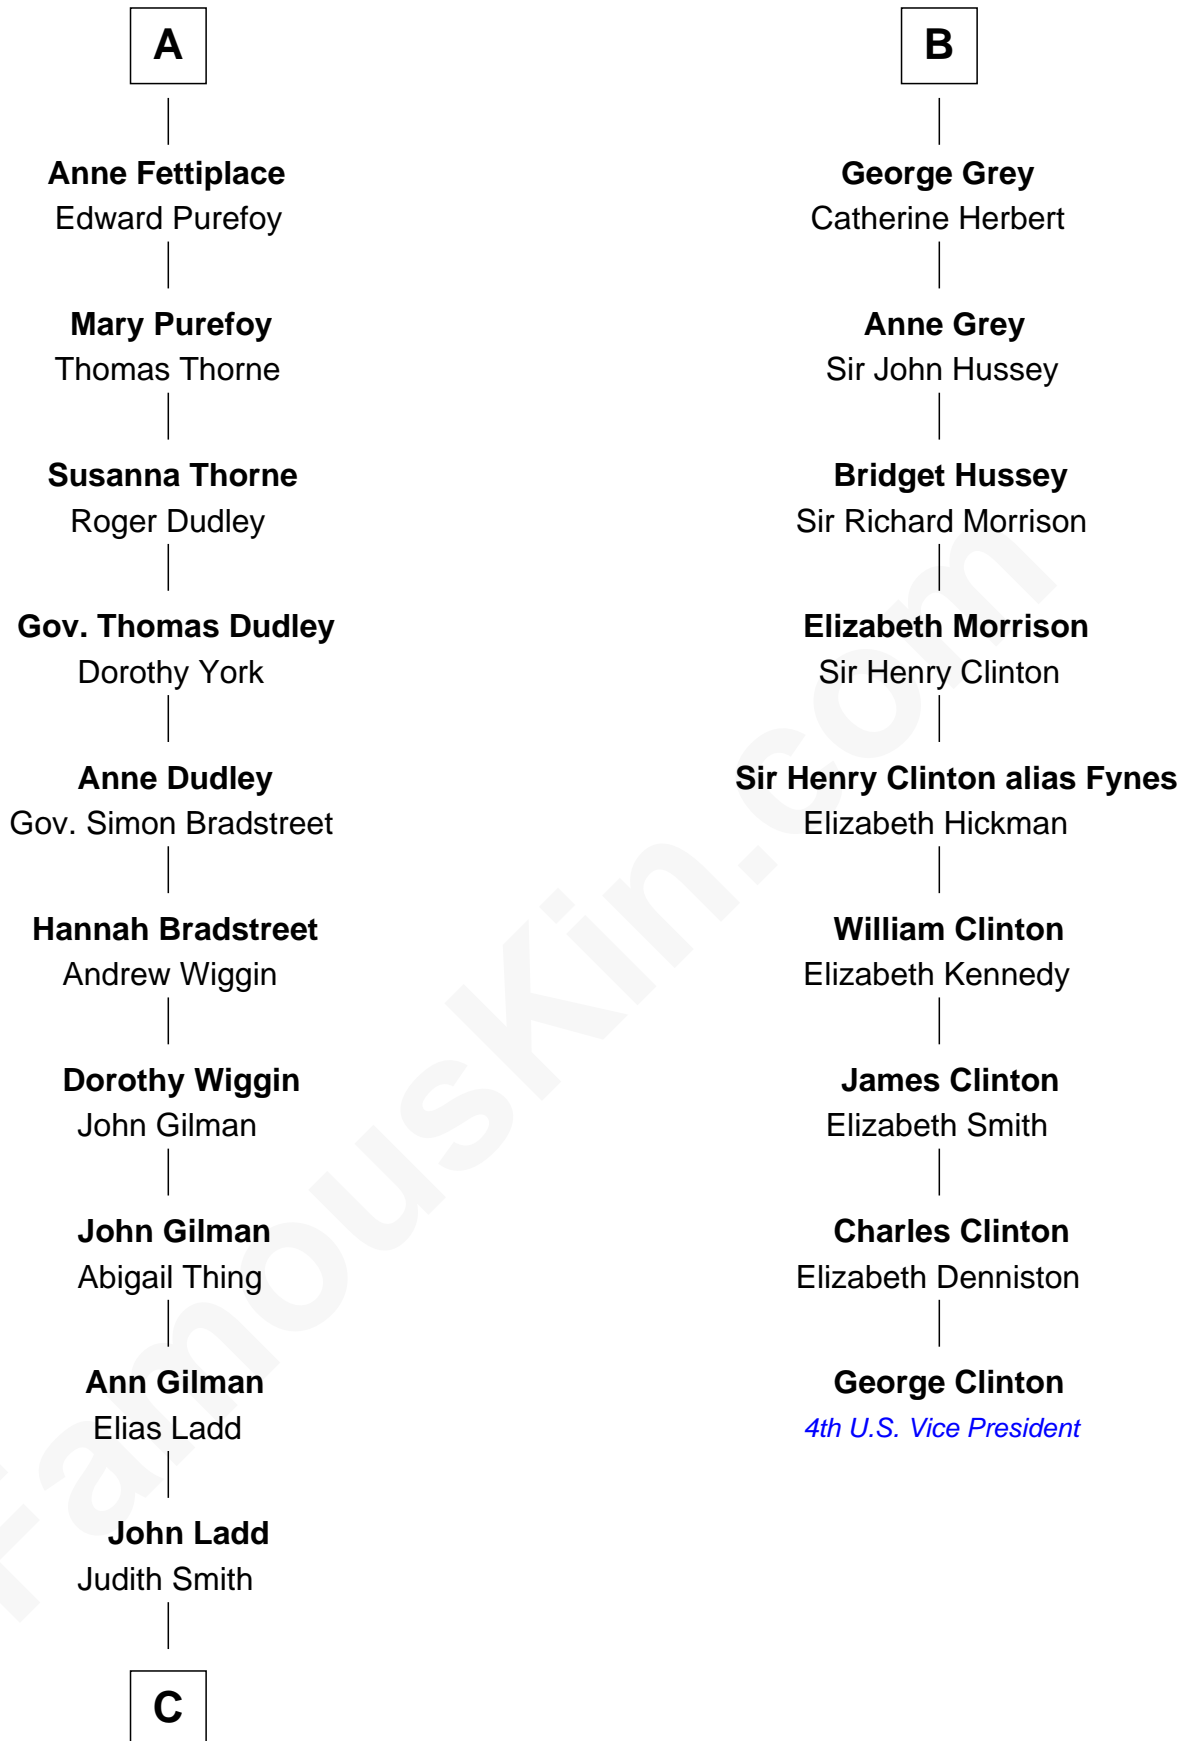 A
Anne Fettiplace
Edward Purefoy
Mary Purefoy
Thomas Thorne
Susanna Thorne
Roger Dudley
Gov. Thomas Dudley
Dorothy York
Anne Dudley
Gov. Simon Bradstreet
Hannah Bradstreet
Andrew Wiggin
Dorothy Wiggin
John Gilman
John Gilman
Abigail Thing
Ann Gilman
Elias Ladd
John Ladd
Judith Smith
C
B
George Grey
Catherine Herbert
Anne Grey
Sir John Hussey
Bridget Hussey
Sir Richard Morrison
Elizabeth Morrison
Sir Henry Clinton
Sir Henry Clinton alias Fynes
Elizabeth Hickman
William Clinton
Elizabeth Kennedy
James Clinton
Elizabeth Smith
Charles Clinton
Elizabeth Denniston
George Clinton
4th U.S. Vice President
FamousKin.com